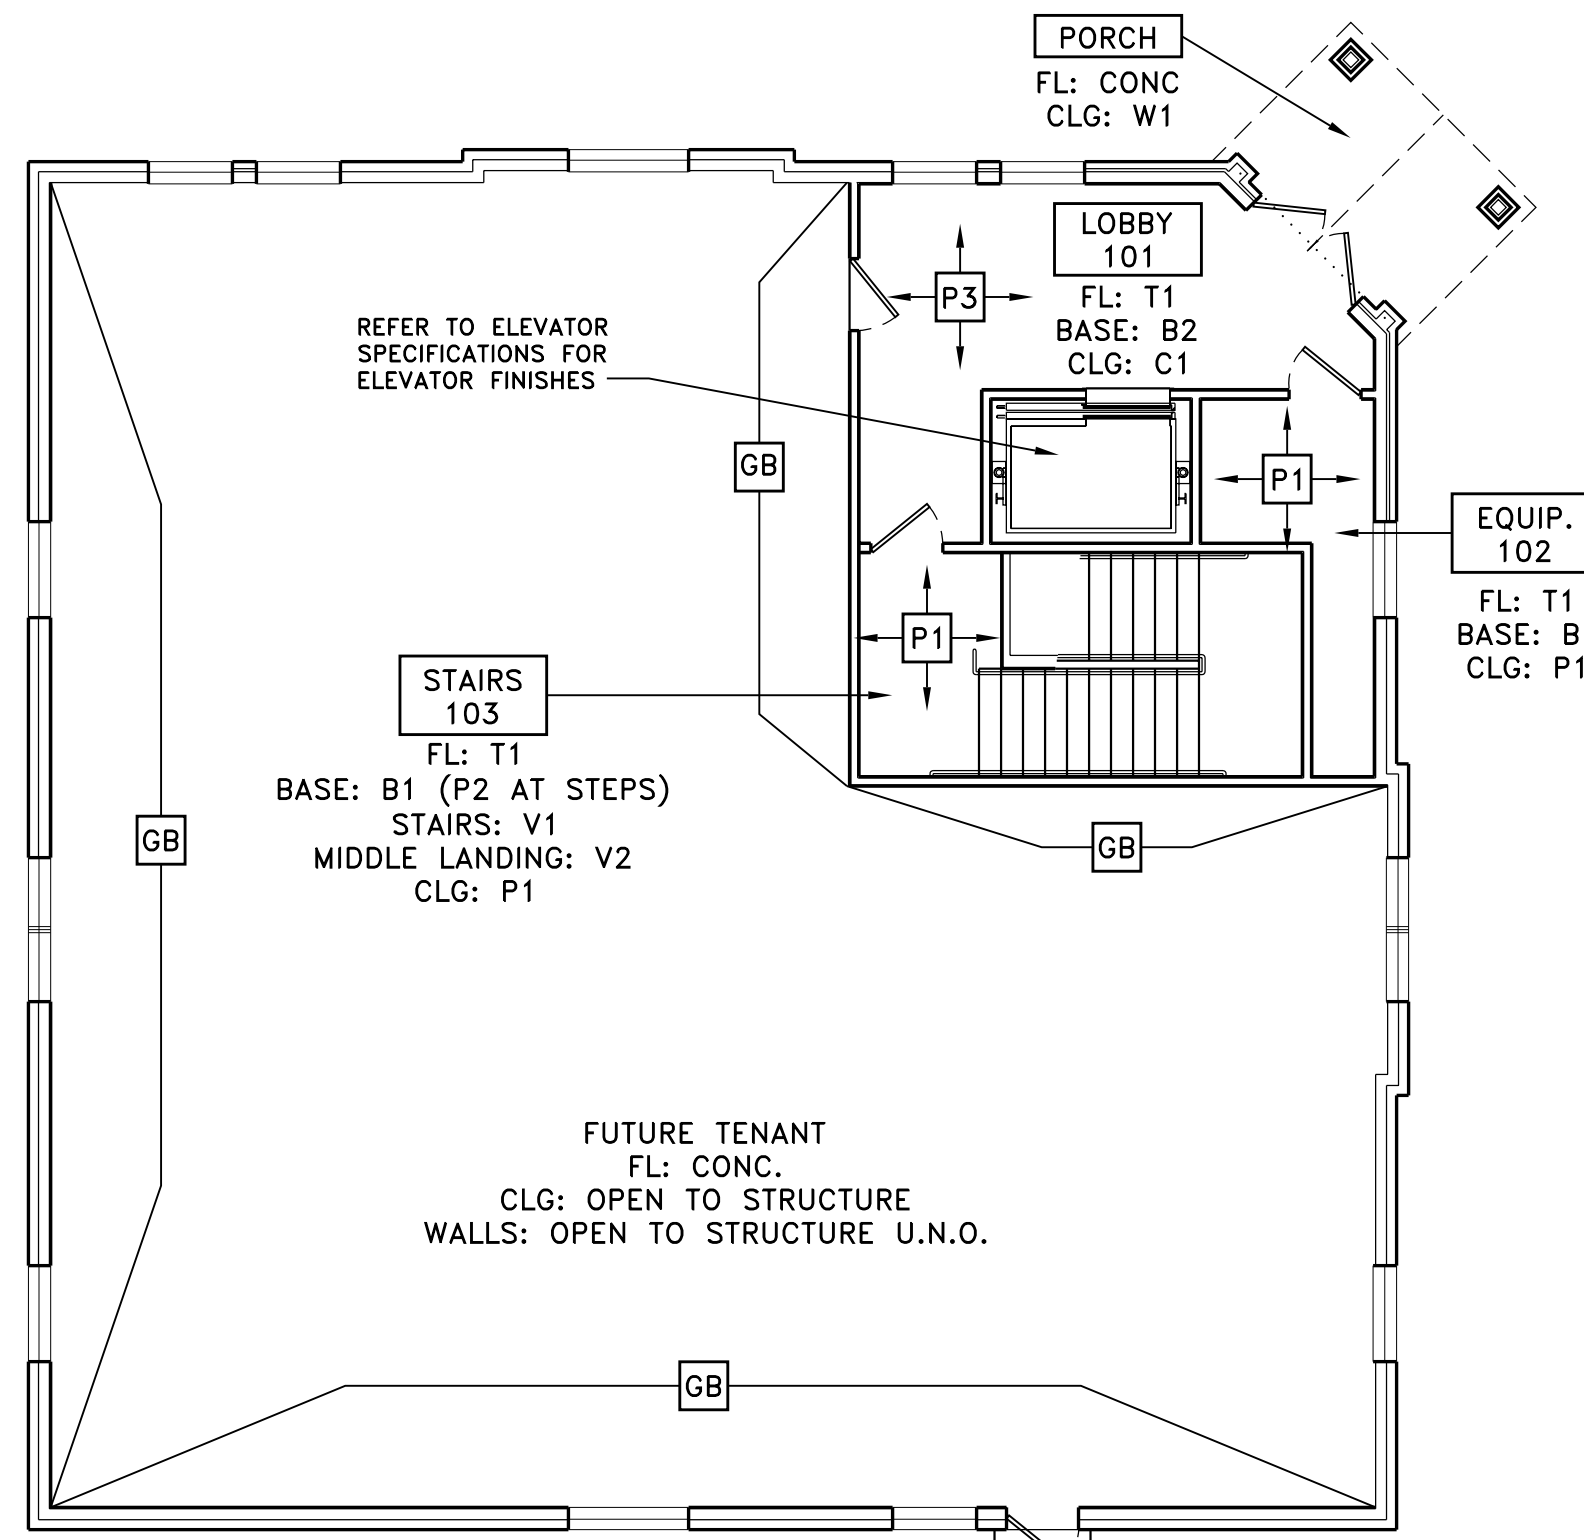 PORCH
FL: CONC
CLG: W1
LOBBY
101
FL: T1
BASE: B2
CLG: C1
P3
REFER TO ELEVATOR
SPECIFICATIONS FOR
ELEVATOR FINISHES
GB
P1
EQUIP.
102
FL: T1
BASE: B
CLG: P1
P1
STAIRS
103
FL: T1
BASE: B1 (P2 AT STEPS)
STAIRS: V1
MIDDLE LANDING: V2
CLG: P1
GB
GB
FUTURE TENANT
FL: CONC.
CLG: OPEN TO STRUCTURE
WALLS: OPEN TO STRUCTURE U.N.O.
GB